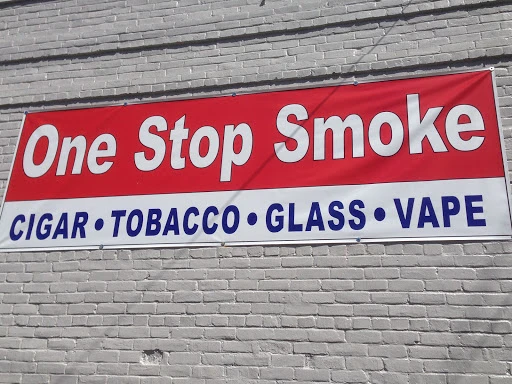 One Stop Smoke
CIGAR • TOBACCO • GLASS • VAPE